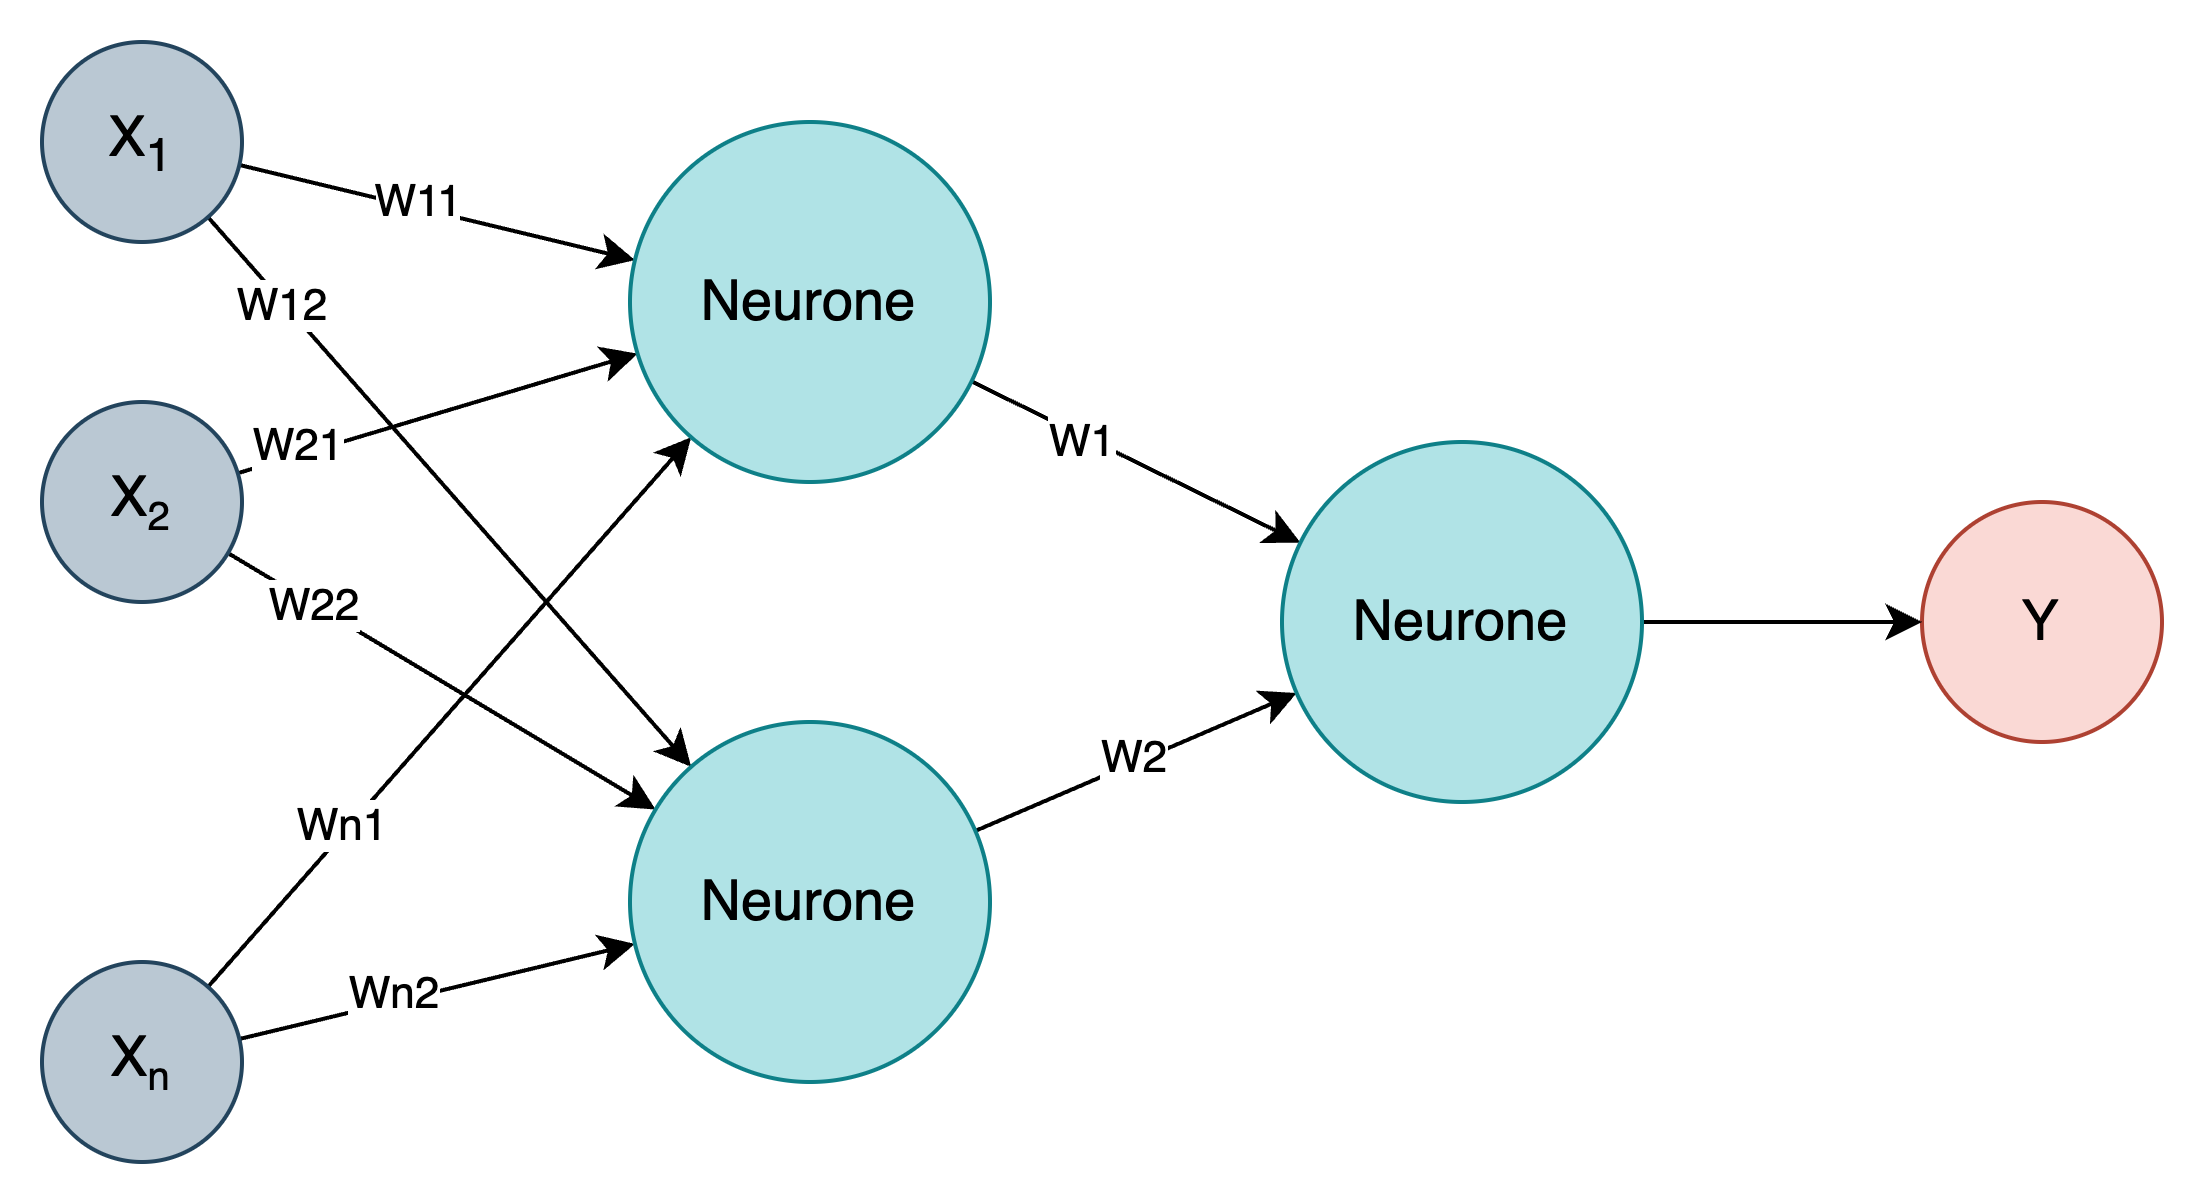 X₁
W11
W12
Neurone
X₂
W21
W22
W1
Neurone
Y
Wn1
W2
Neurone
Xₙ
Wn2